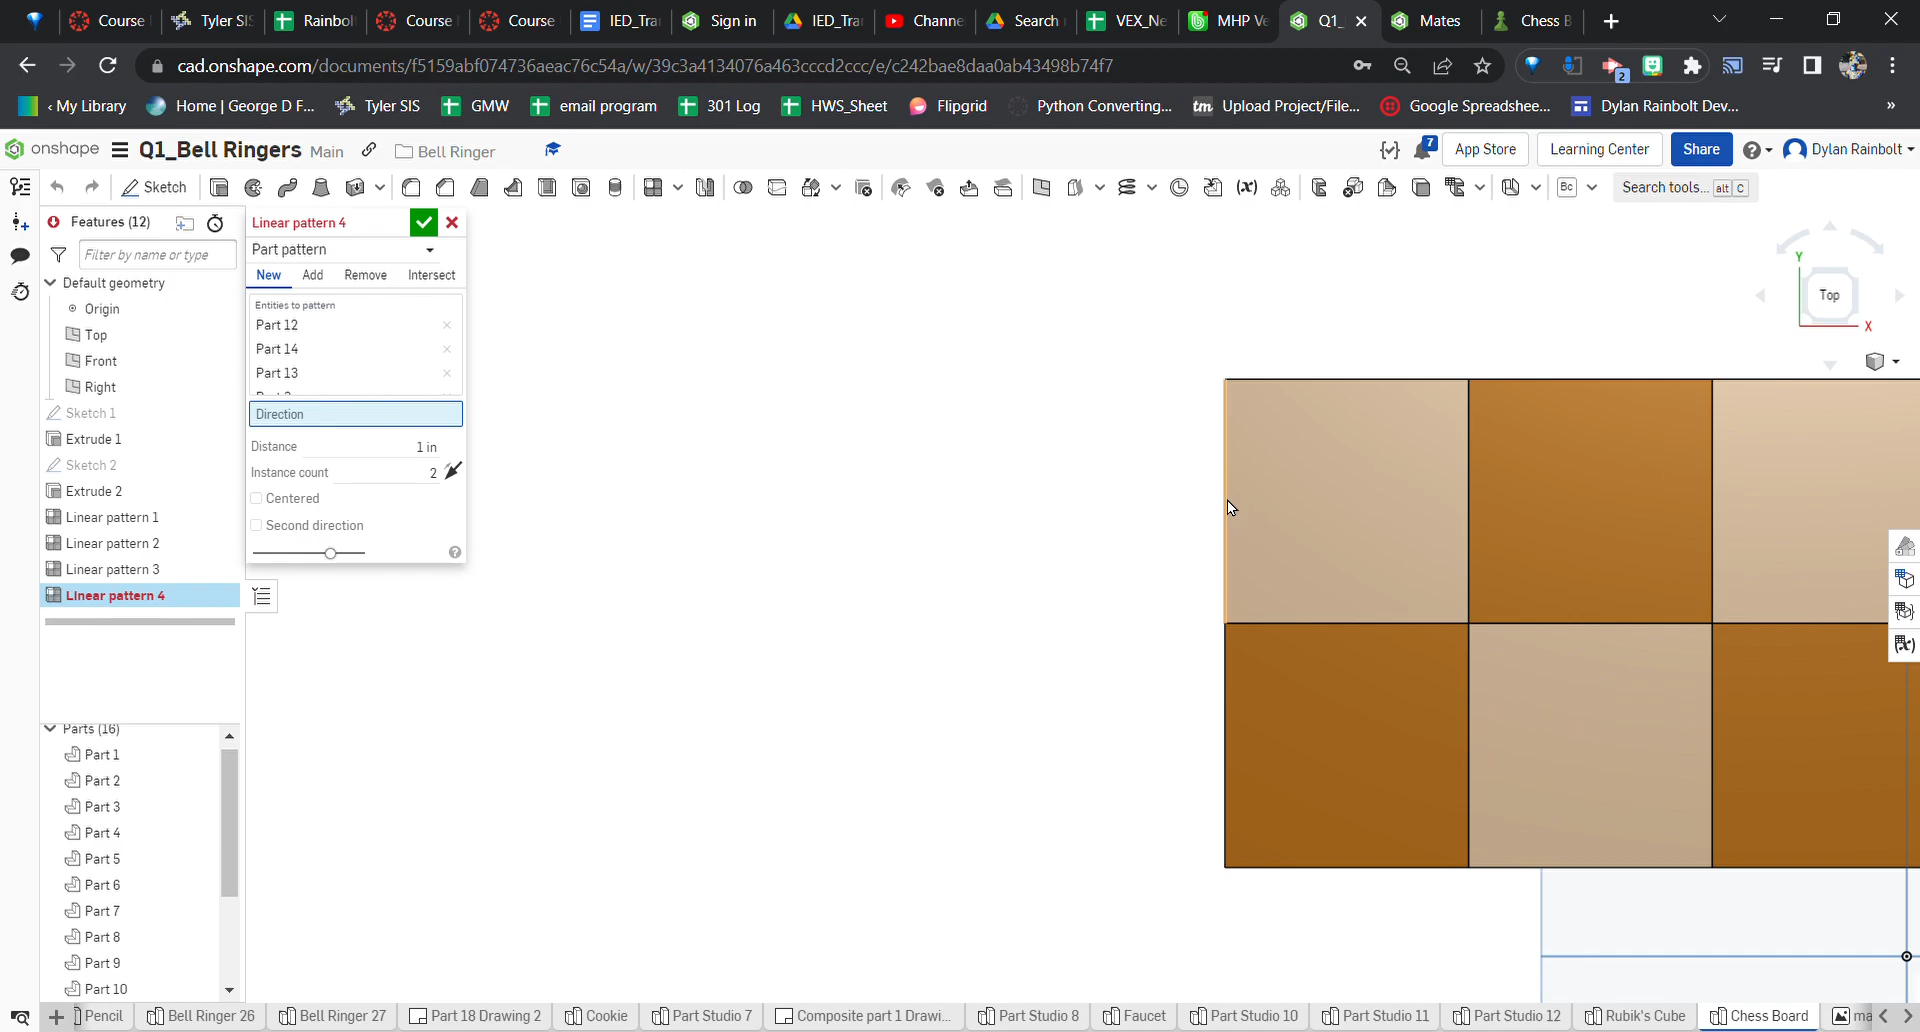 Course
Tyler SIS
Rainbol
Course
Course
IED_Tra
Sign in
IED_Tra
Channe
Search
VEX_Ne
MHP Ve
Q1_
Mates
Chess B
cad.onshape.com/documents/f5159abf074736aeac76c54a/w/39c3a4134076a463cccd2ccc/e/c242bae8daa0ab43498b74f7
2
‹ My Library
Home | George D F...
Tyler SIS
GMW
email program
301 Log
HWS_Sheet
Flipgrid
Python Converting...
tm Upload Project/File...
Google Spreadshee...
Dylan Rainbolt Dev...
»
onshape
Q1_Bell Ringers Main
Bell Ringer
7
App Store
Learning Center
Share
Dylan Rainbolt
Sketch
Bc
Search tools... alt C
Features (12)
Filter by name or type
Default geometry
Origin
Top
Front
Right
Sketch 1
Extrude 1
Sketch 2
Extrude 2
Linear pattern 1
Linear pattern 2
Linear pattern 3
Linear pattern 4
Parts (16)
Part 1
Part 2
Part 3
Part 4
Part 5
Part 6
Part 7
Part 8
Part 9
Part 10
Linear pattern 4
Part pattern
New Add Remove Intersect
Entities to pattern
Part 12
Part 14
Part 13
Direction
Distance 1 in
Instance count 2
Centered
Second direction
Y
Top
X
Pencil
Bell Ringer 26
Bell Ringer 27
Part 18 Drawing 2
Cookie
Part Studio 7
Composite part 1 Drawi...
Part Studio 8
Faucet
Part Studio 10
Part Studio 11
Part Studio 12
Rubik's Cube
Chess Board
ma